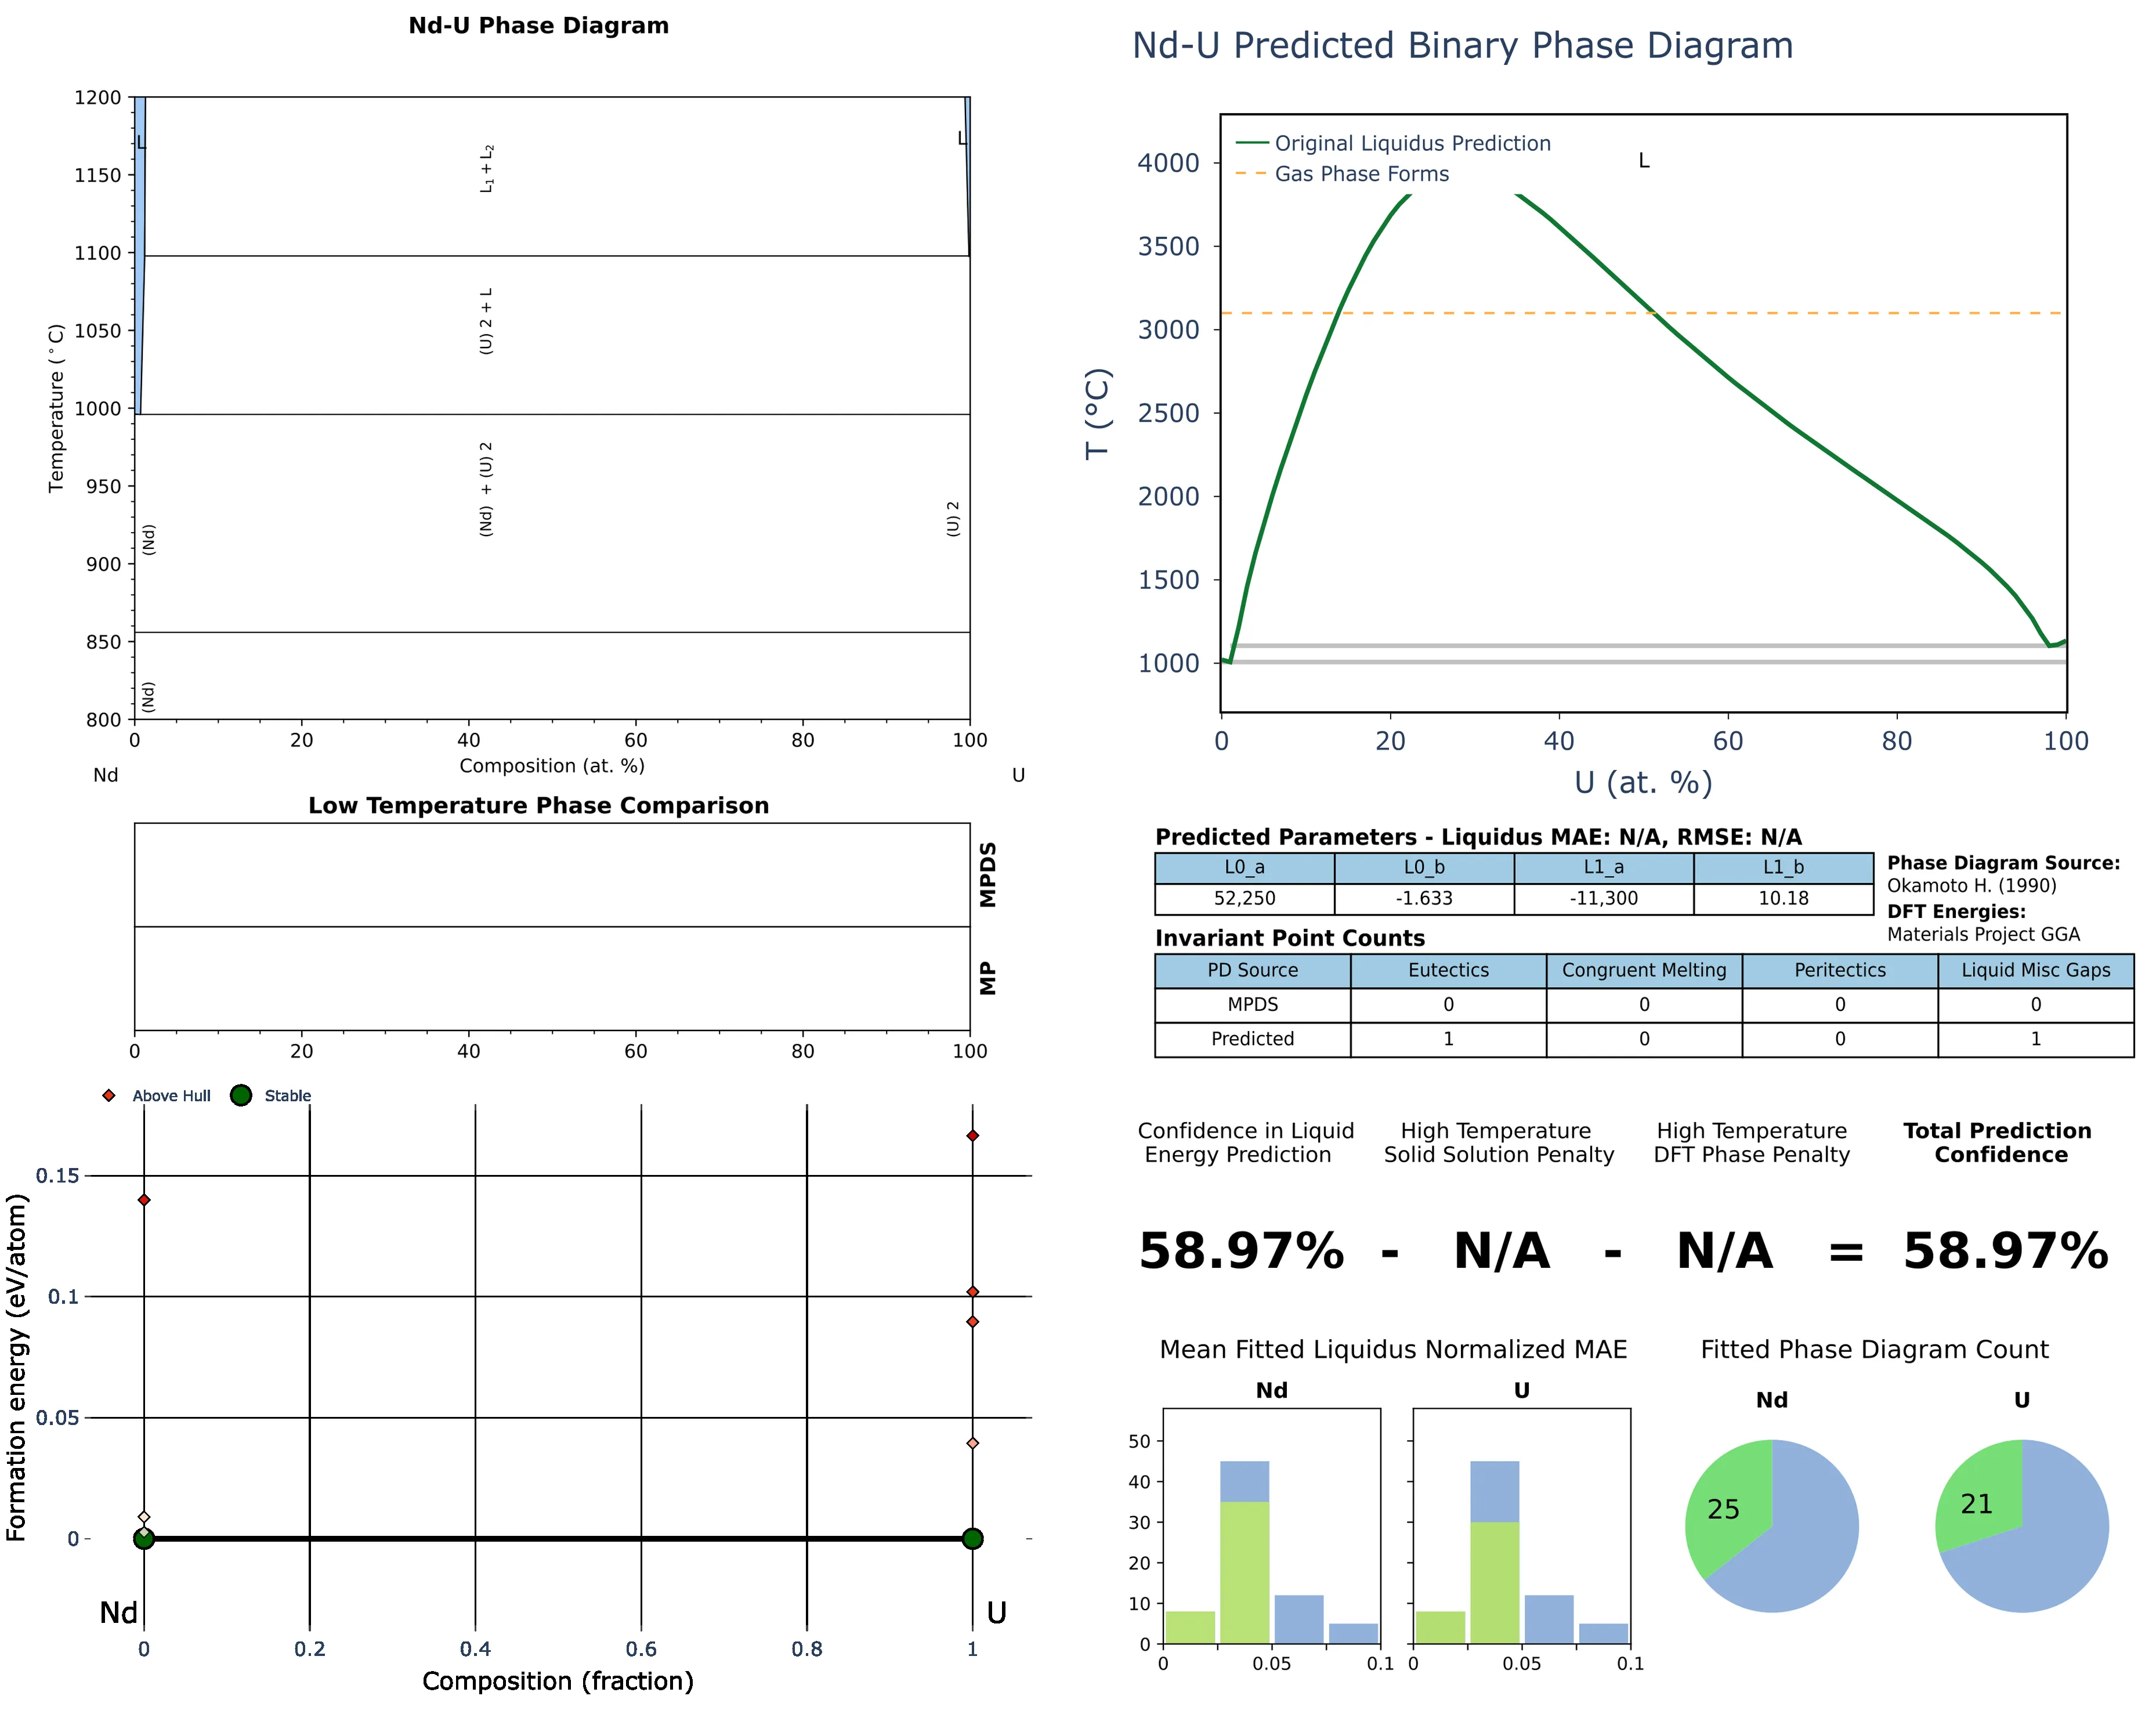 Nd-U Phase Diagram
1200
1150
1100
1050
1000
950
900
850
800
Temperature (°C)
L
L
L1 + L2
(U) 2 + L
(Nd) + (U) 2
(Nd)
(U) 2
(Nd)
0 20 40 60 80 100
Composition (at. %)
Nd U
Low Temperature Phase Comparison
MPDS
MP
0 20 40 60 80 100
Above Hull Stable
0.15
0.1
0.05
0
Formation energy (eV/atom)
Nd U
0 0.2 0.4 0.6 0.8 1
Composition (fraction)
Nd-U Predicted Binary Phase Diagram
Original Liquidus Prediction
Gas Phase Forms
L
4000
3500
3000
2500
2000
1500
1000
T (°C)
0 20 40 60 80 100
U (at. %)
Predicted Parameters - Liquidus MAE: N/A, RMSE: N/A
L0_a L0_b L1_a L1_b
52,250 -1.633 -11,300 10.18
Phase Diagram Source:
Okamoto H. (1990)
DFT Energies:
Materials Project GGA
Invariant Point Counts
PD Source Eutectics Congruent Melting Peritectics Liquid Misc Gaps
MPDS 0 0 0 0
Predicted 1 0 0 1
Confidence in Liquid
Energy Prediction
High Temperature
Solid Solution Penalty
High Temperature
DFT Phase Penalty
Total Prediction
Confidence
58.97% - N/A - N/A = 58.97%
Mean Fitted Liquidus Normalized MAE
Nd U
50
40
30
20
10
0
0 0.05 0.1 0 0.05 0.1
Fitted Phase Diagram Count
Nd U
25 21